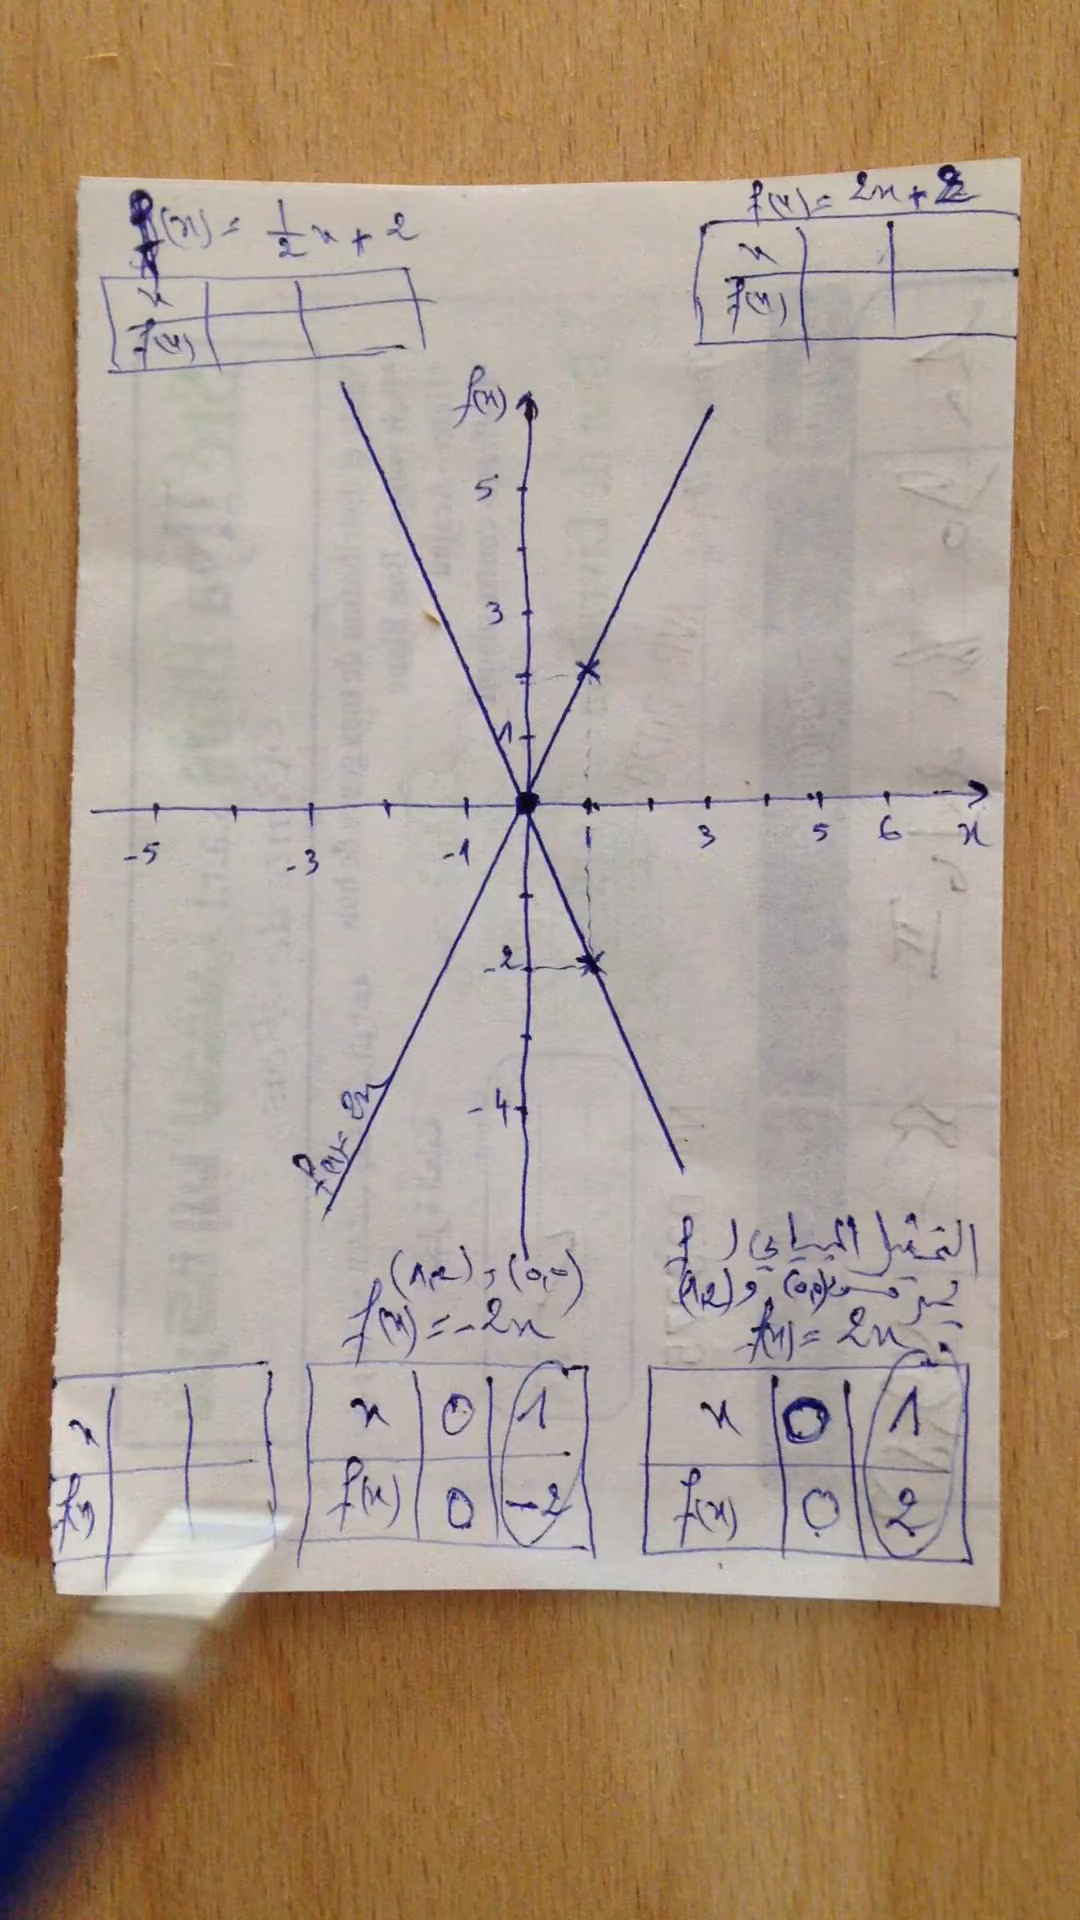 f(x) = 1/2 x + 2
f(x) = 2x + 2
x
f(x)
x
f(x)
f(x)
5
3
1
-5
-3
-1
1
3
5
6
x
-2
-4
f(x) = 2x
التمثيل المبياني ل f
يمر من (0,0) و (1,2)
(1,2) , (0,0)
f(x) = -2x
f(x) = 2x
x
f(x)
x 0 1
f(x) 0 -2
x 0 1
f(x) 0 2